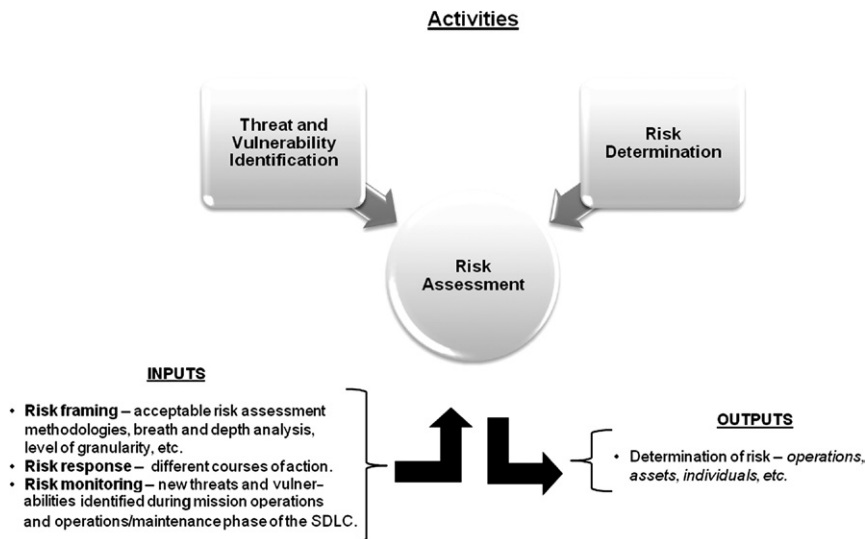 Activities
Threat and
Vulnerability
Identification
Risk
Determination
Risk
Assessment
INPUTS
• Risk framing – acceptable risk assessment
methodologies, breath and depth analysis,
level of granularity, etc.
• Risk response – different courses of action.
• Risk monitoring – new threats and vulner-
abilities identified during mission operations
and operations/maintenance phase of the SDLC.
OUTPUTS
• Determination of risk – operations,
assets, individuals, etc.